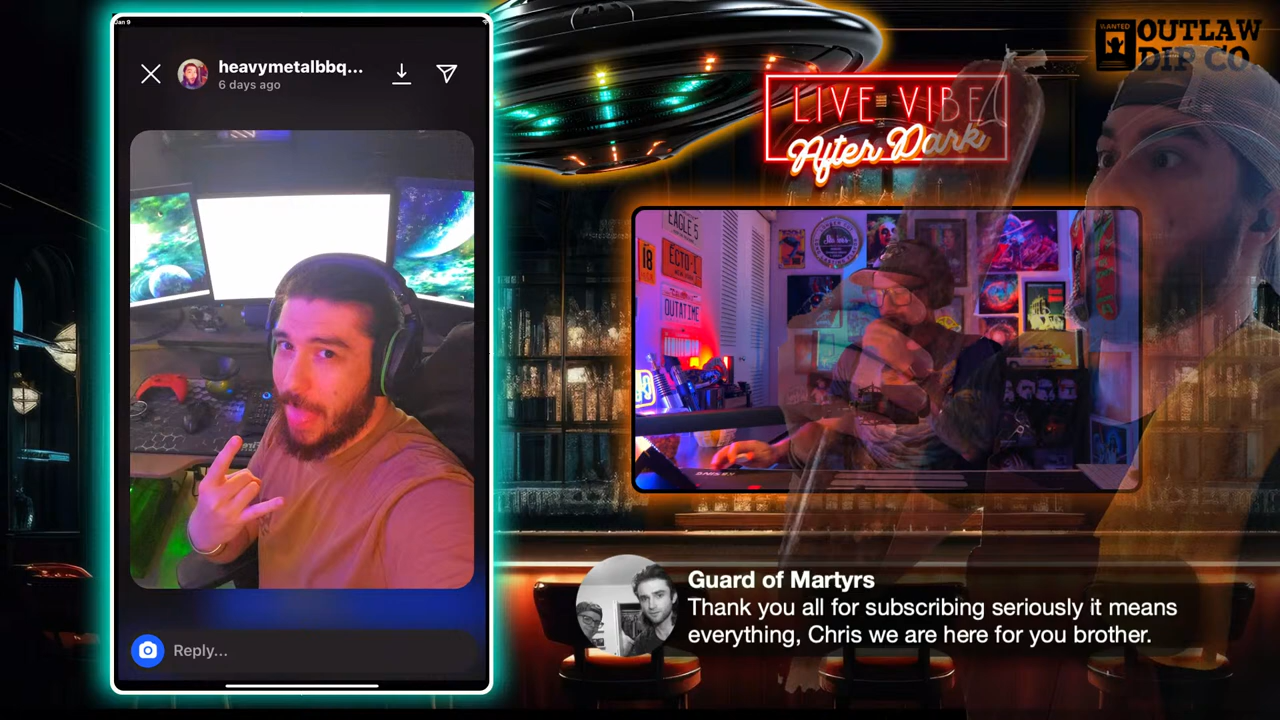 Jan 9
heavymetalbbq...
6 days ago
Reply...
WANTED
OUTLAW
DIP CO.
LIVE VIBE
After Dark
EAGLE 5
18
ECTO-1
OUTATIME
Guard of Martyrs
Thank you all for subscribing seriously it means
everything, Chris we are here for you brother.